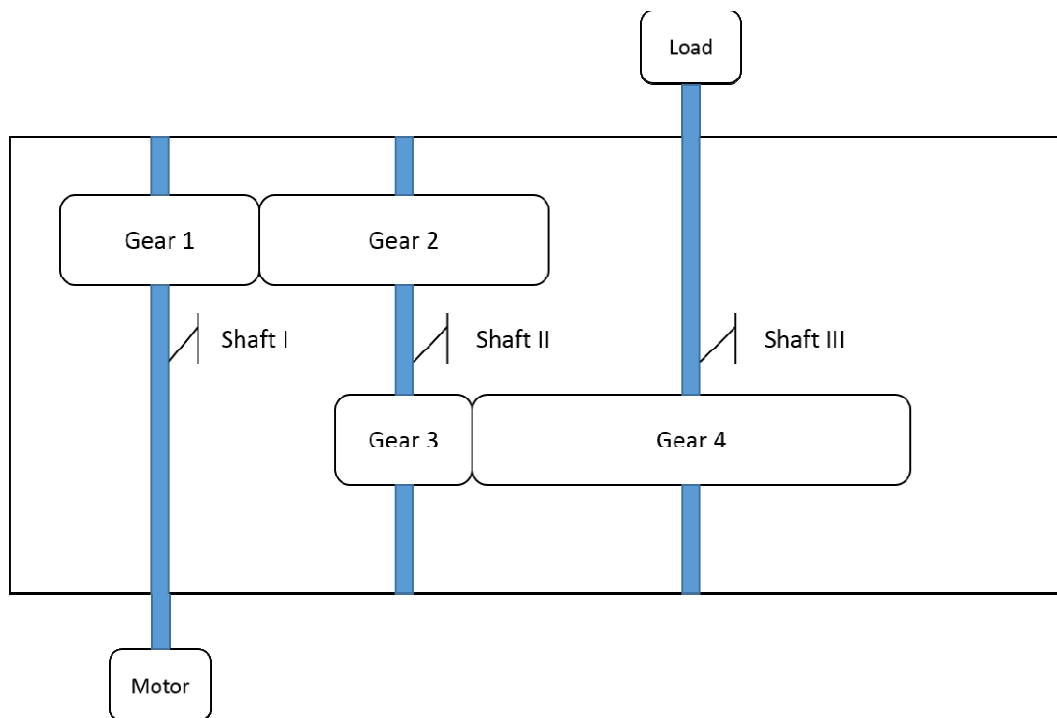 Load
Gear 1
Gear 2
Shaft I
Shaft II
Shaft III
Gear 3
Gear 4
Motor